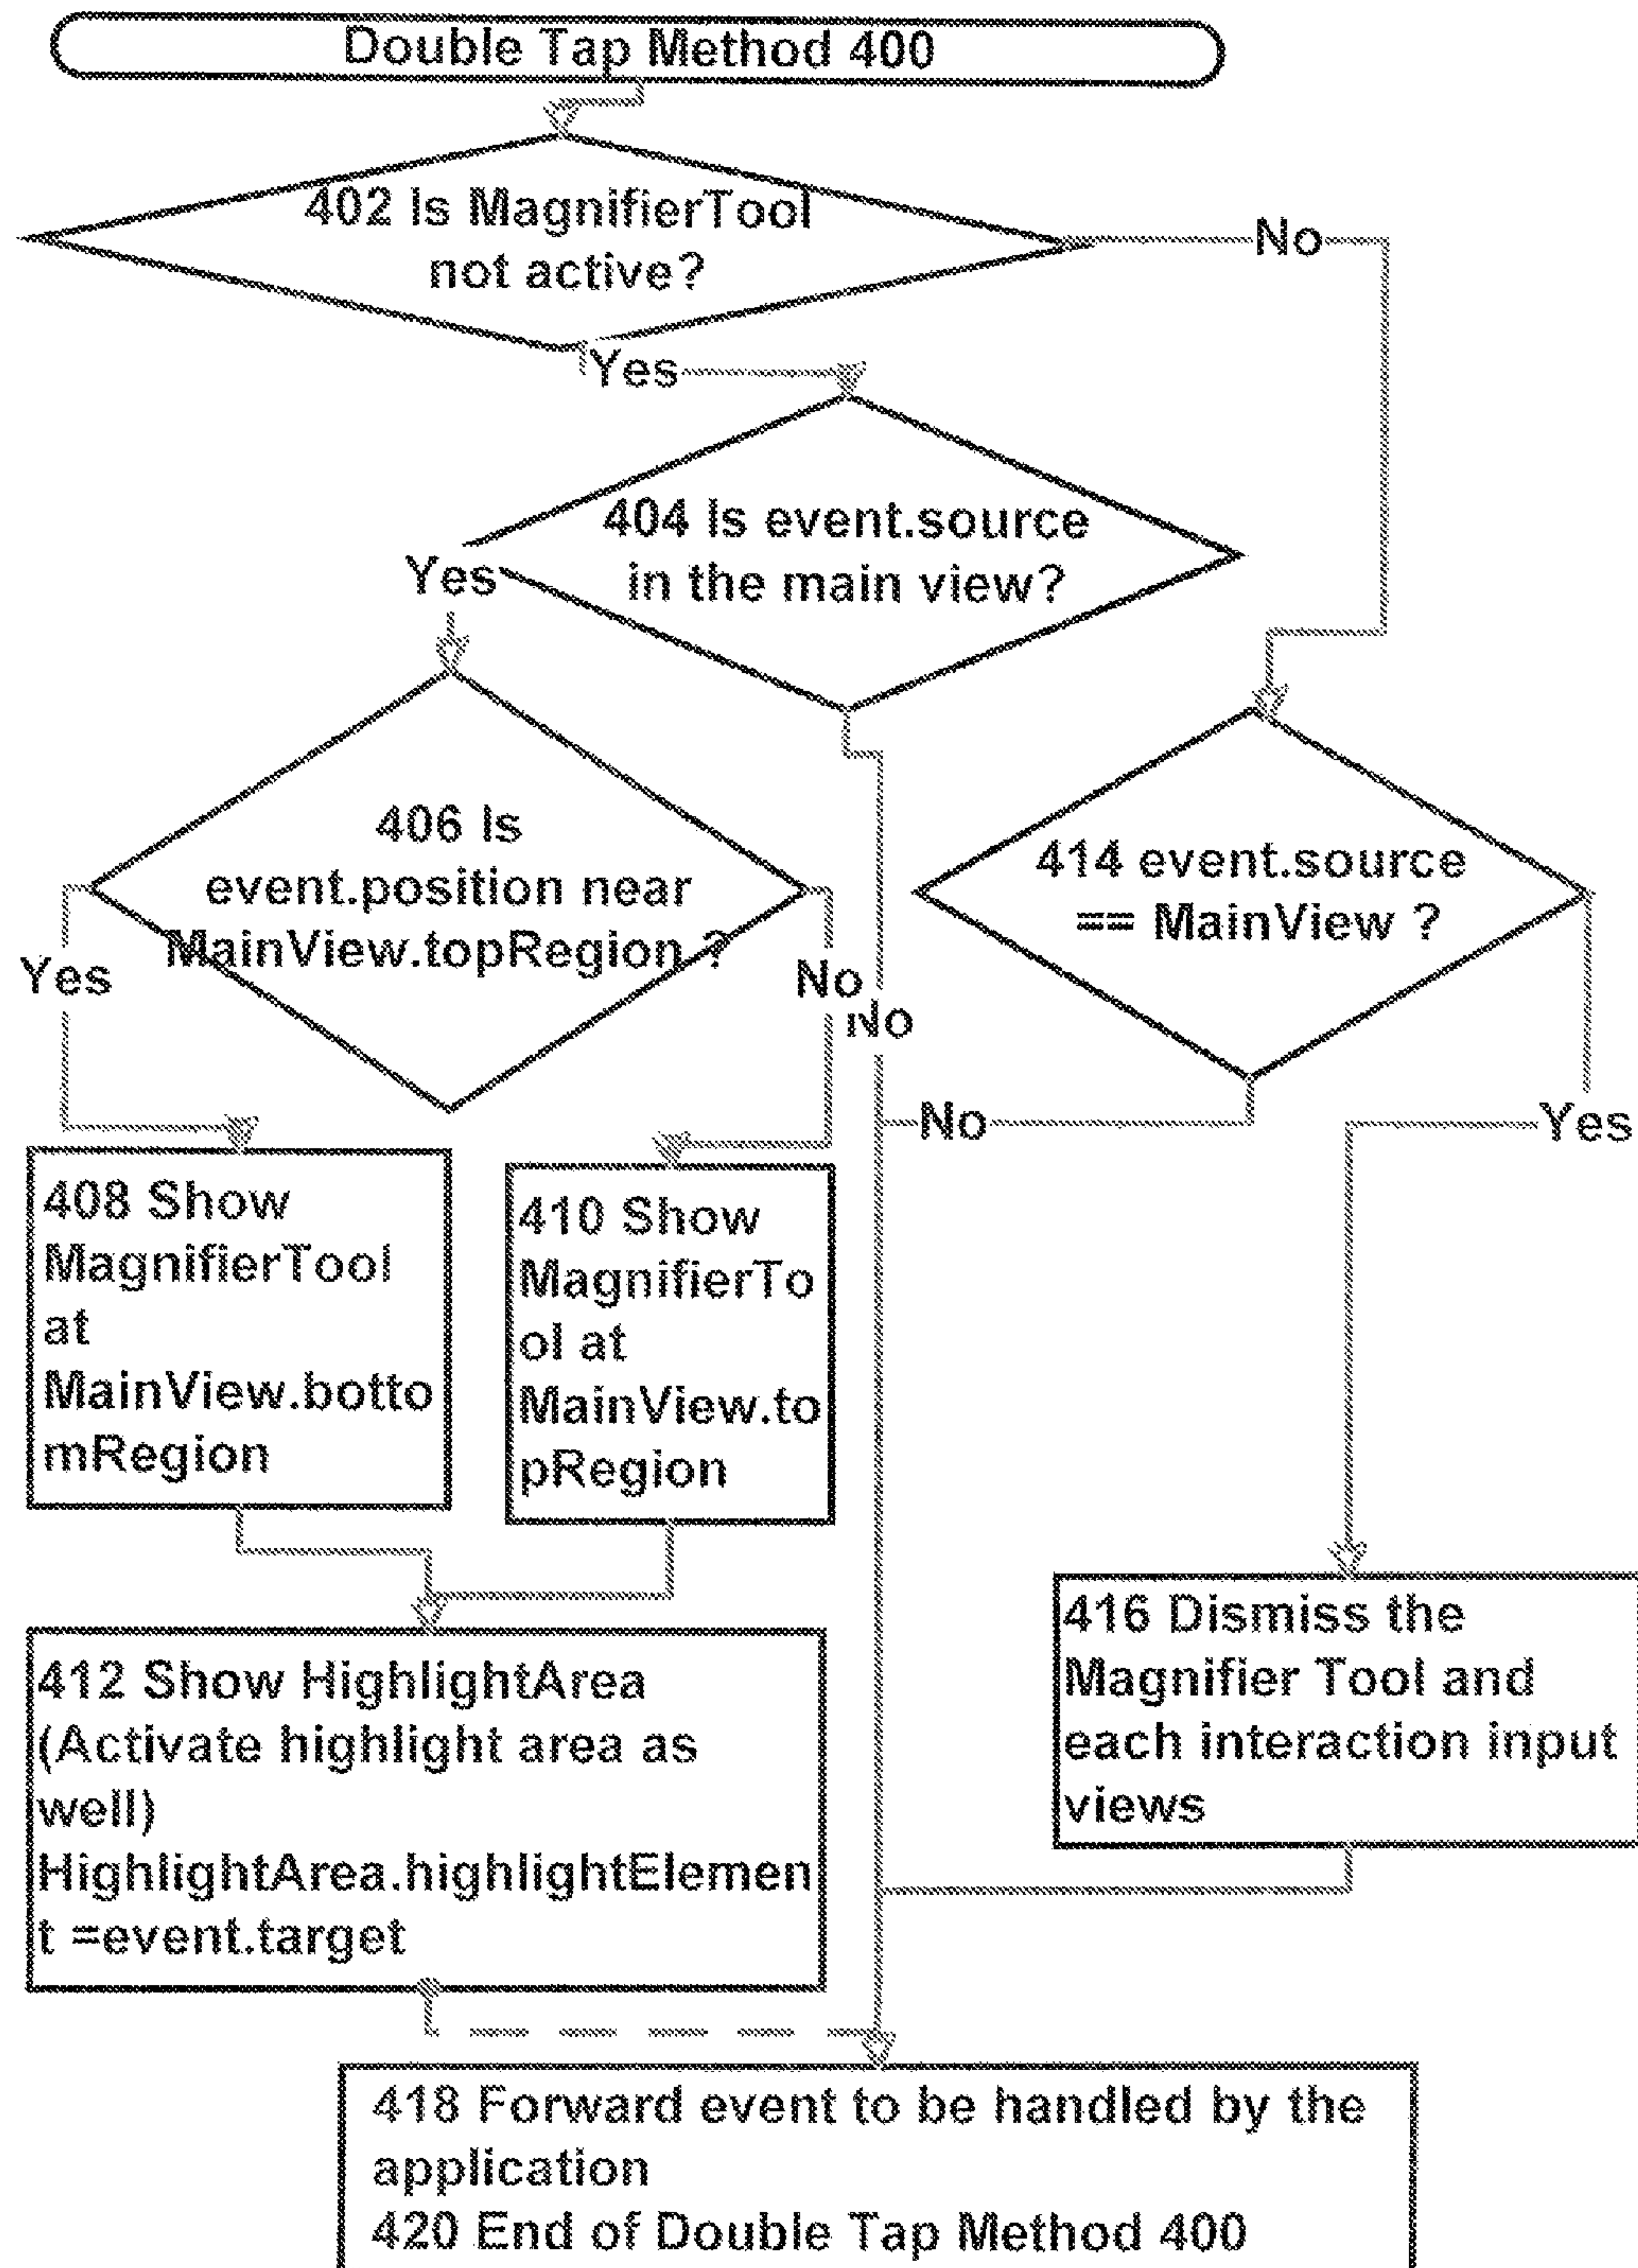 Double Tap Method 400
402 Is MagnifierTool
not active?
No
Yes
404 Is event.source
in the main view?
Yes
406 Is
event.position near
MainView.topRegion ?
Yes
No
No
414 event.source
== MainView ?
No
Yes
408 Show
MagnifierTool
at
MainView.botto
mRegion
410 Show
MagnifierTo
ol at
MainView.to
pRegion
412 Show HighlightArea
(Activate highlight area as
well)
HighlightArea.highlightElemen
t =event.target
416 Dismiss the
Magnifier Tool and
each interaction input
views
418 Forward event to be handled by the
application
420 End of Double Tap Method 400